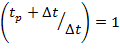 (t_p + Δt/Δt) = 1